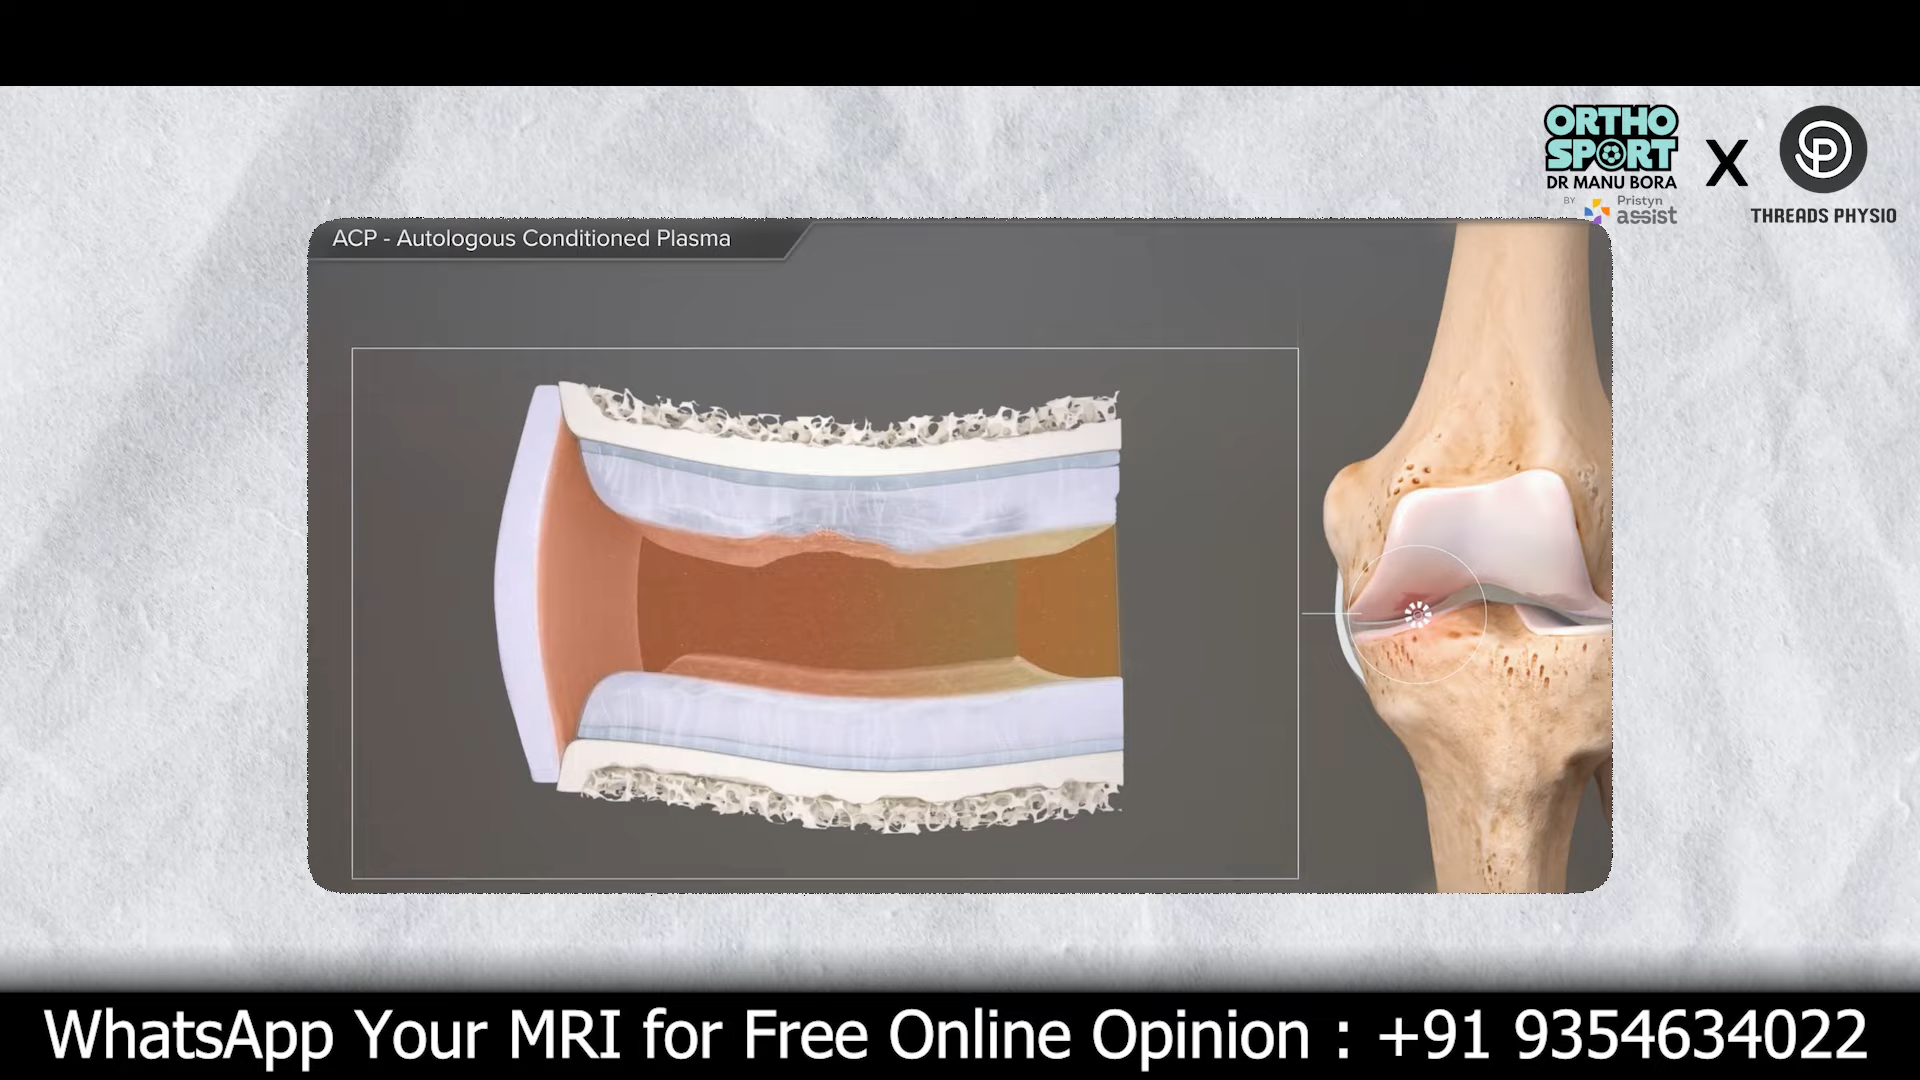 ORTHO
SPORT
DR MANU BORA
BY Pristyn
assist
X
THREADS PHYSIO
ACP - Autologous Conditioned Plasma
WhatsApp Your MRI for Free Online Opinion : +91 9354634022